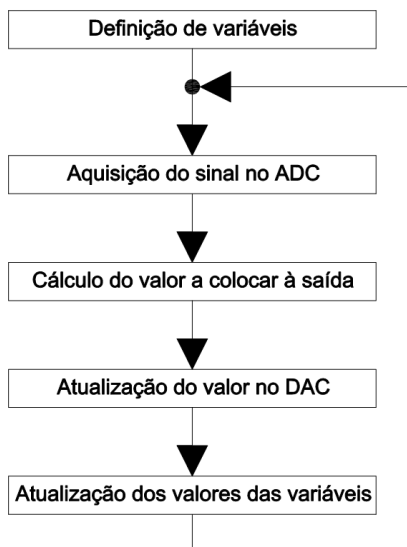 Definição de variáveis
Aquisição do sinal no ADC
Cálculo do valor a colocar à saída
Atualização do valor no DAC
Atualização dos valores das variáveis